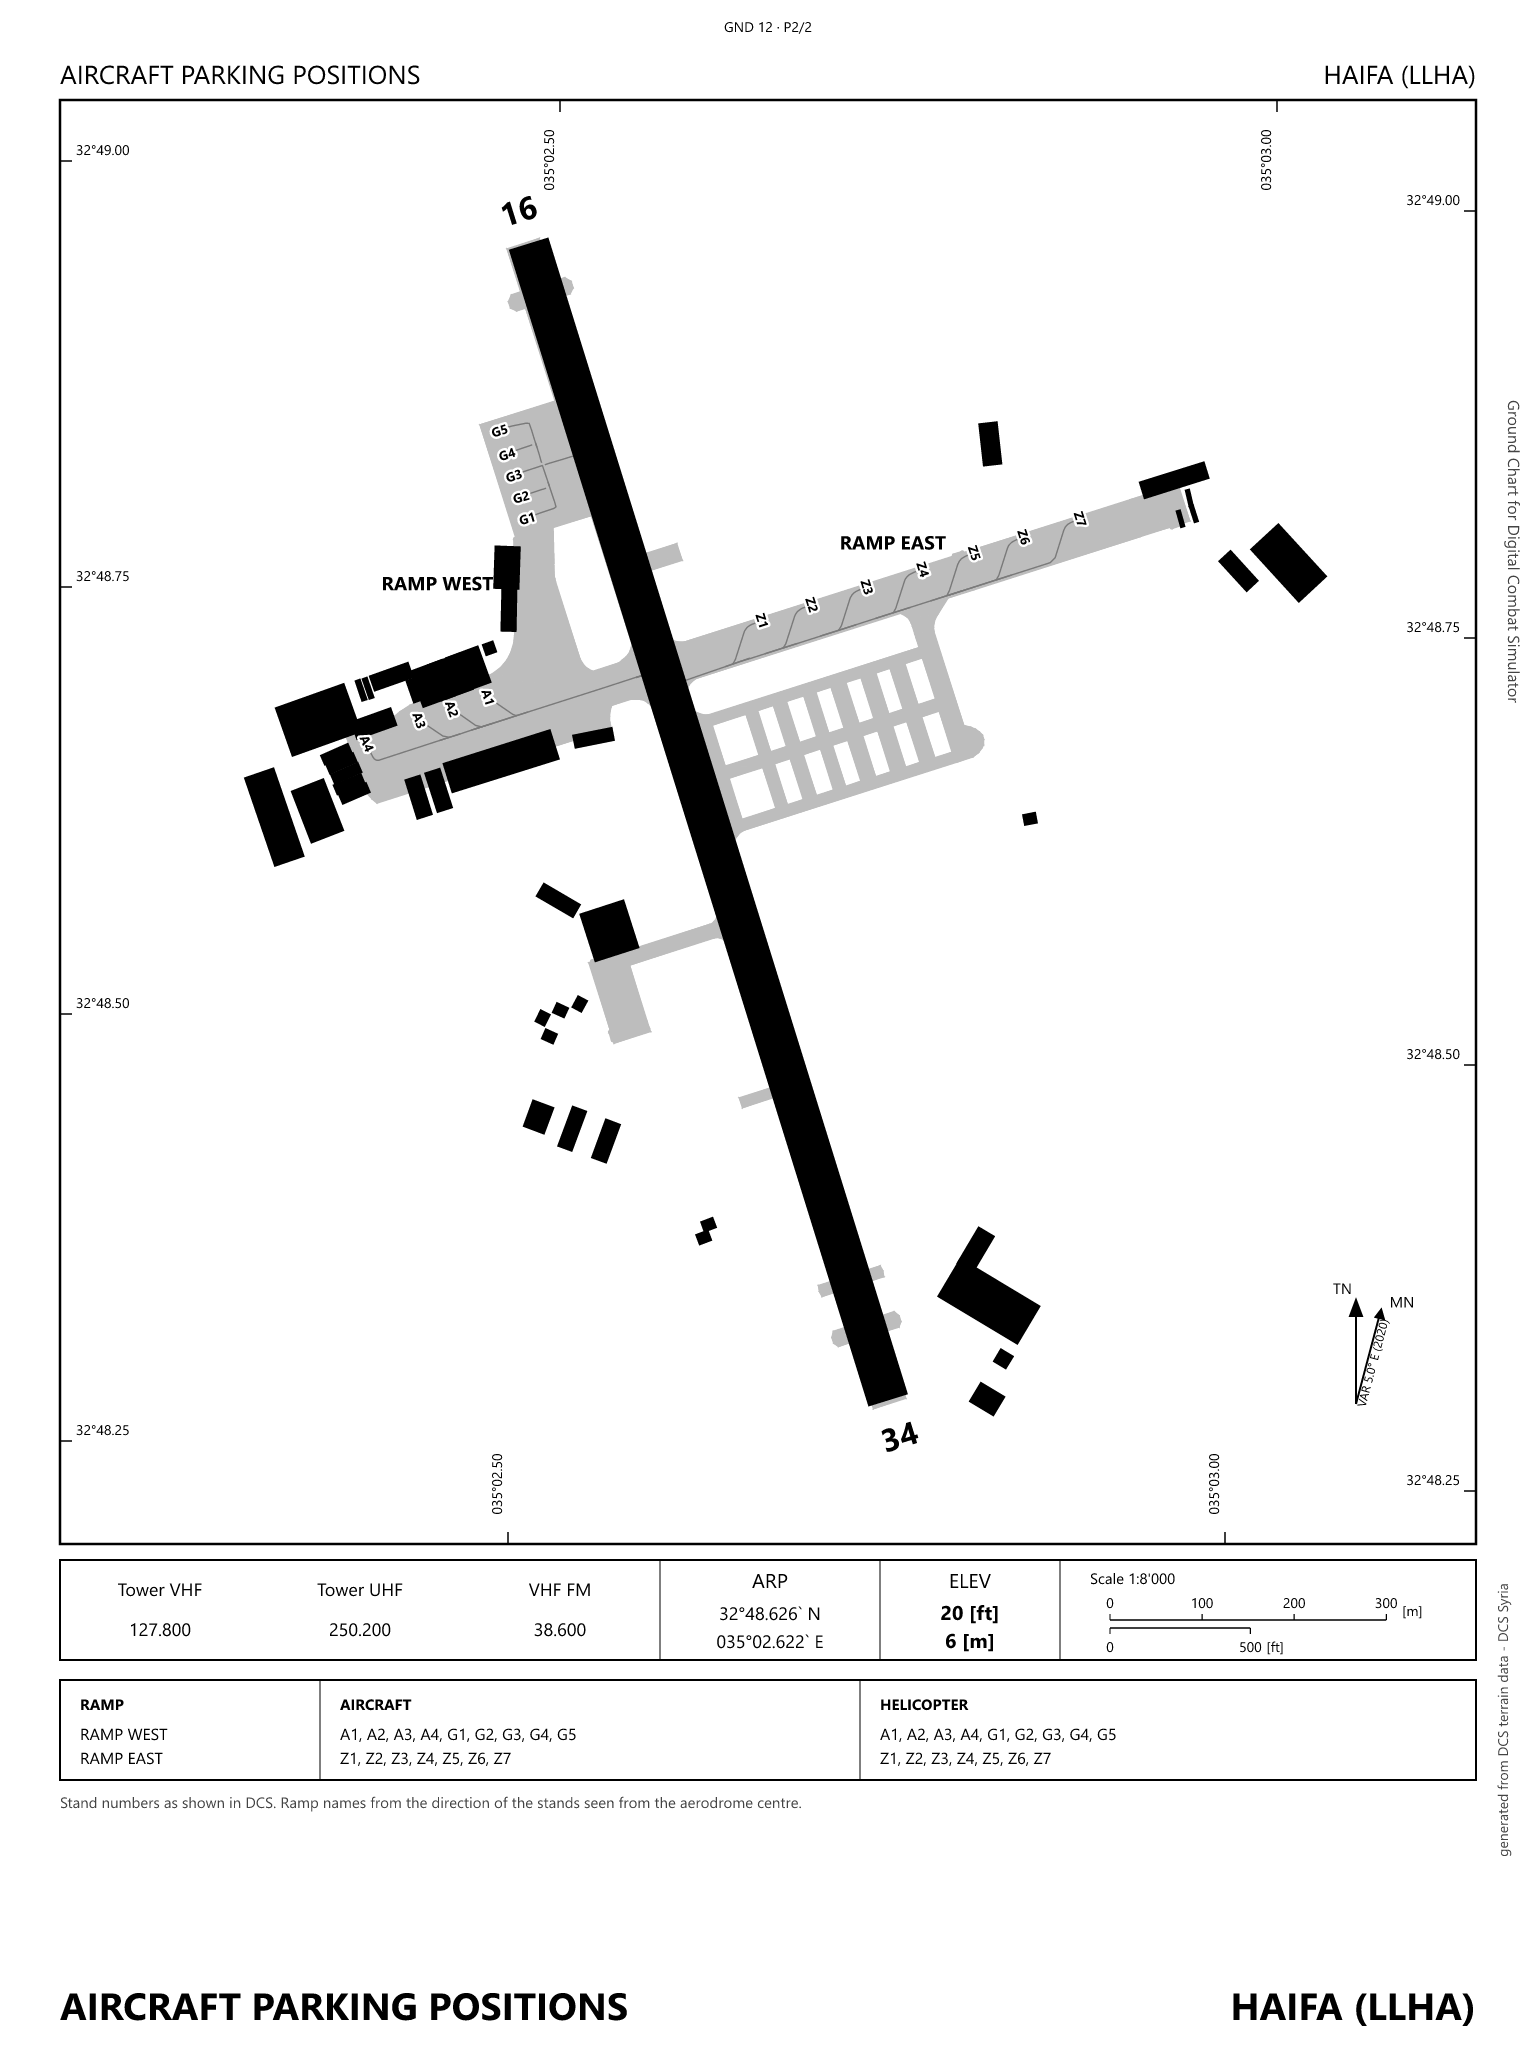 GND 12 · P2/2
AIRCRAFT PARKING POSITIONS
HAIFA (LLHA)
035°02.50
035°03.00
32°49.00
32°49.00
16
G5
G4
G3
G2
G1
RAMP WEST
RAMP EAST
Z1
Z2
Z3
Z4
Z5
Z6
Z7
32°48.75
32°48.75
A1
A2
A3
A4
32°48.50
32°48.50
TN
MN
VAR 5.0° E (2020)
34
32°48.25
32°48.25
035°02.50
035°03.00
Ground Chart for Digital Combat Simulator
Tower VHF
127.800
Tower UHF
250.200
VHF FM
38.600
ARP
32°48.626` N
035°02.622` E
ELEV
20 [ft]
6 [m]
Scale 1:8'000
0 100 200 300 [m]
0 500 [ft]
generated from DCS terrain data - DCS Syria
RAMP AIRCRAFT HELICOPTER
RAMP WEST A1, A2, A3, A4, G1, G2, G3, G4, G5 A1, A2, A3, A4, G1, G2, G3, G4, G5
RAMP EAST Z1, Z2, Z3, Z4, Z5, Z6, Z7 Z1, Z2, Z3, Z4, Z5, Z6, Z7
Stand numbers as shown in DCS. Ramp names from the direction of the stands seen from the aerodrome centre.
AIRCRAFT PARKING POSITIONS
HAIFA (LLHA)